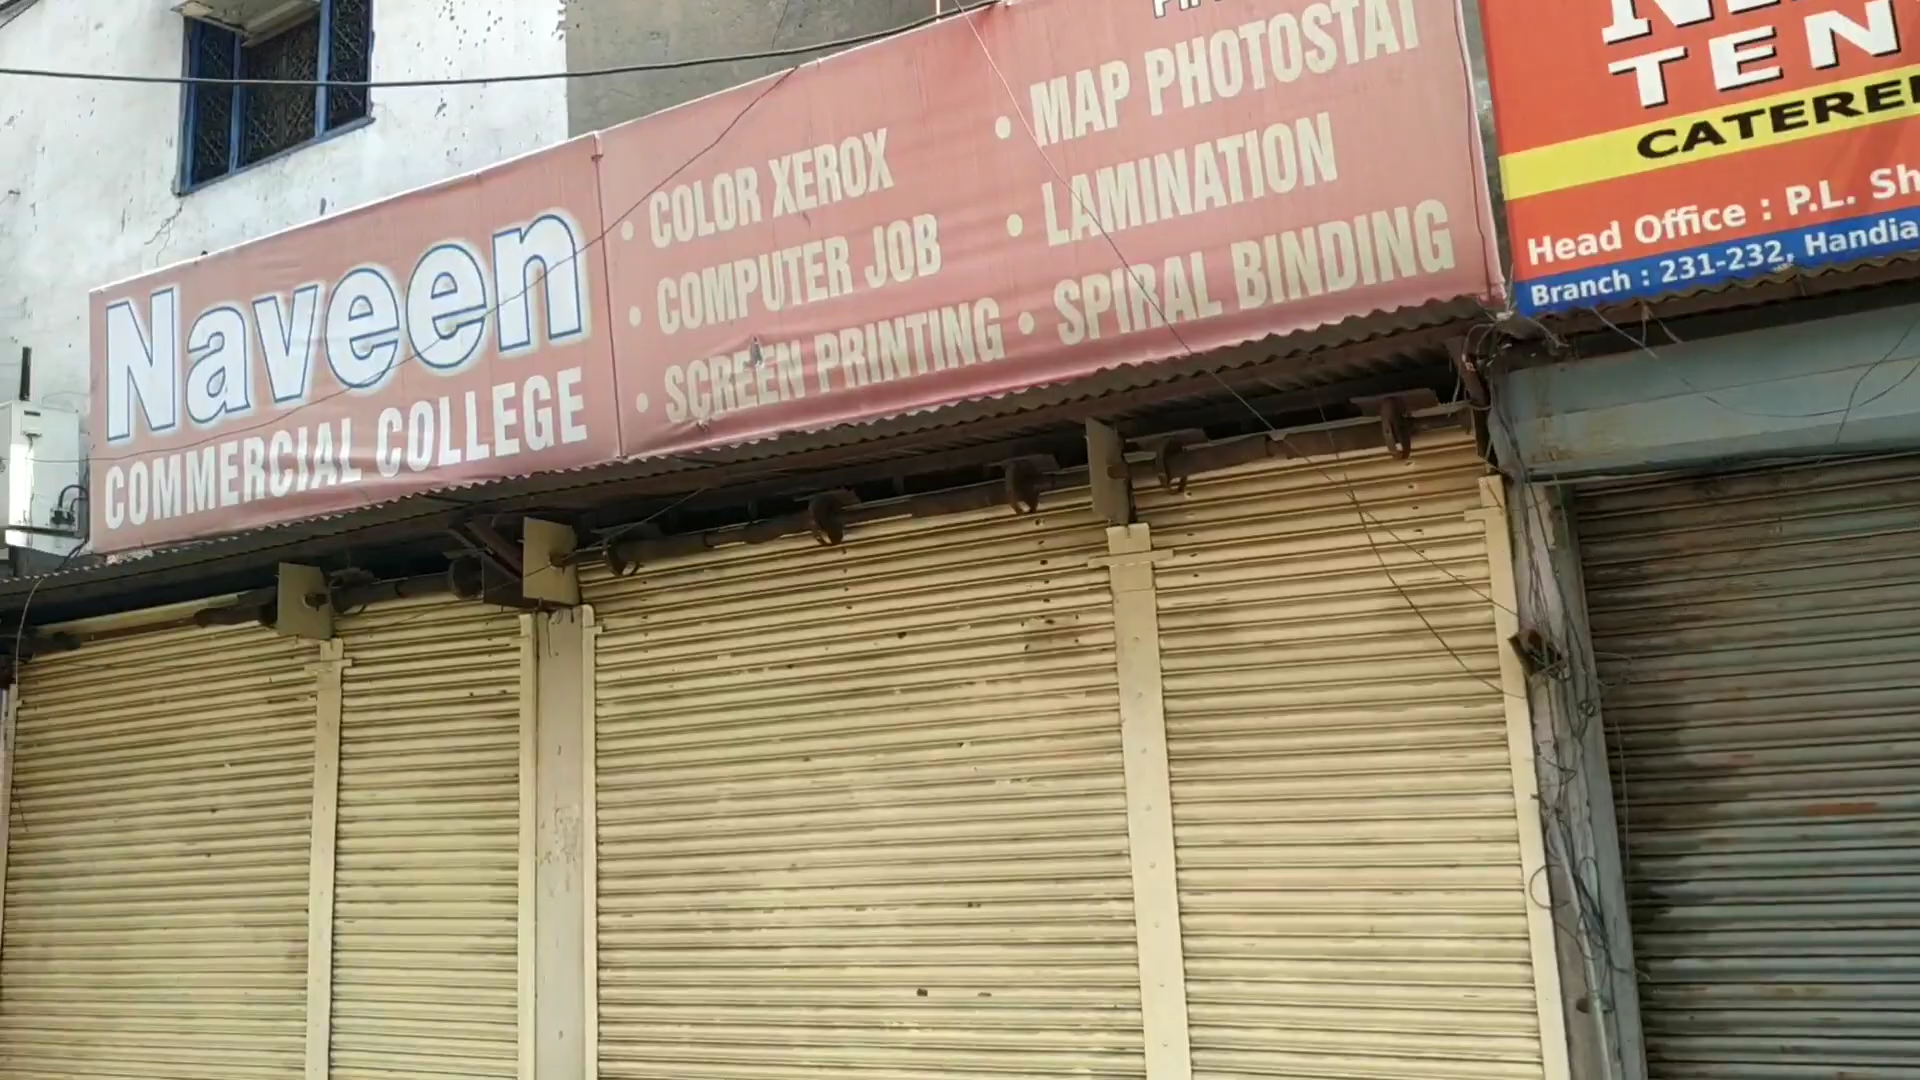 Naveen
COMMERCIAL COLLEGE
• COLOR XEROX
• COMPUTER JOB
• SCREEN PRINTING
• MAP PHOTOSTAT
• LAMINATION
• SPIRAL BINDING
TEN
CATERE
Head Office : P.L. Sh
Branch : 231-232, Handia